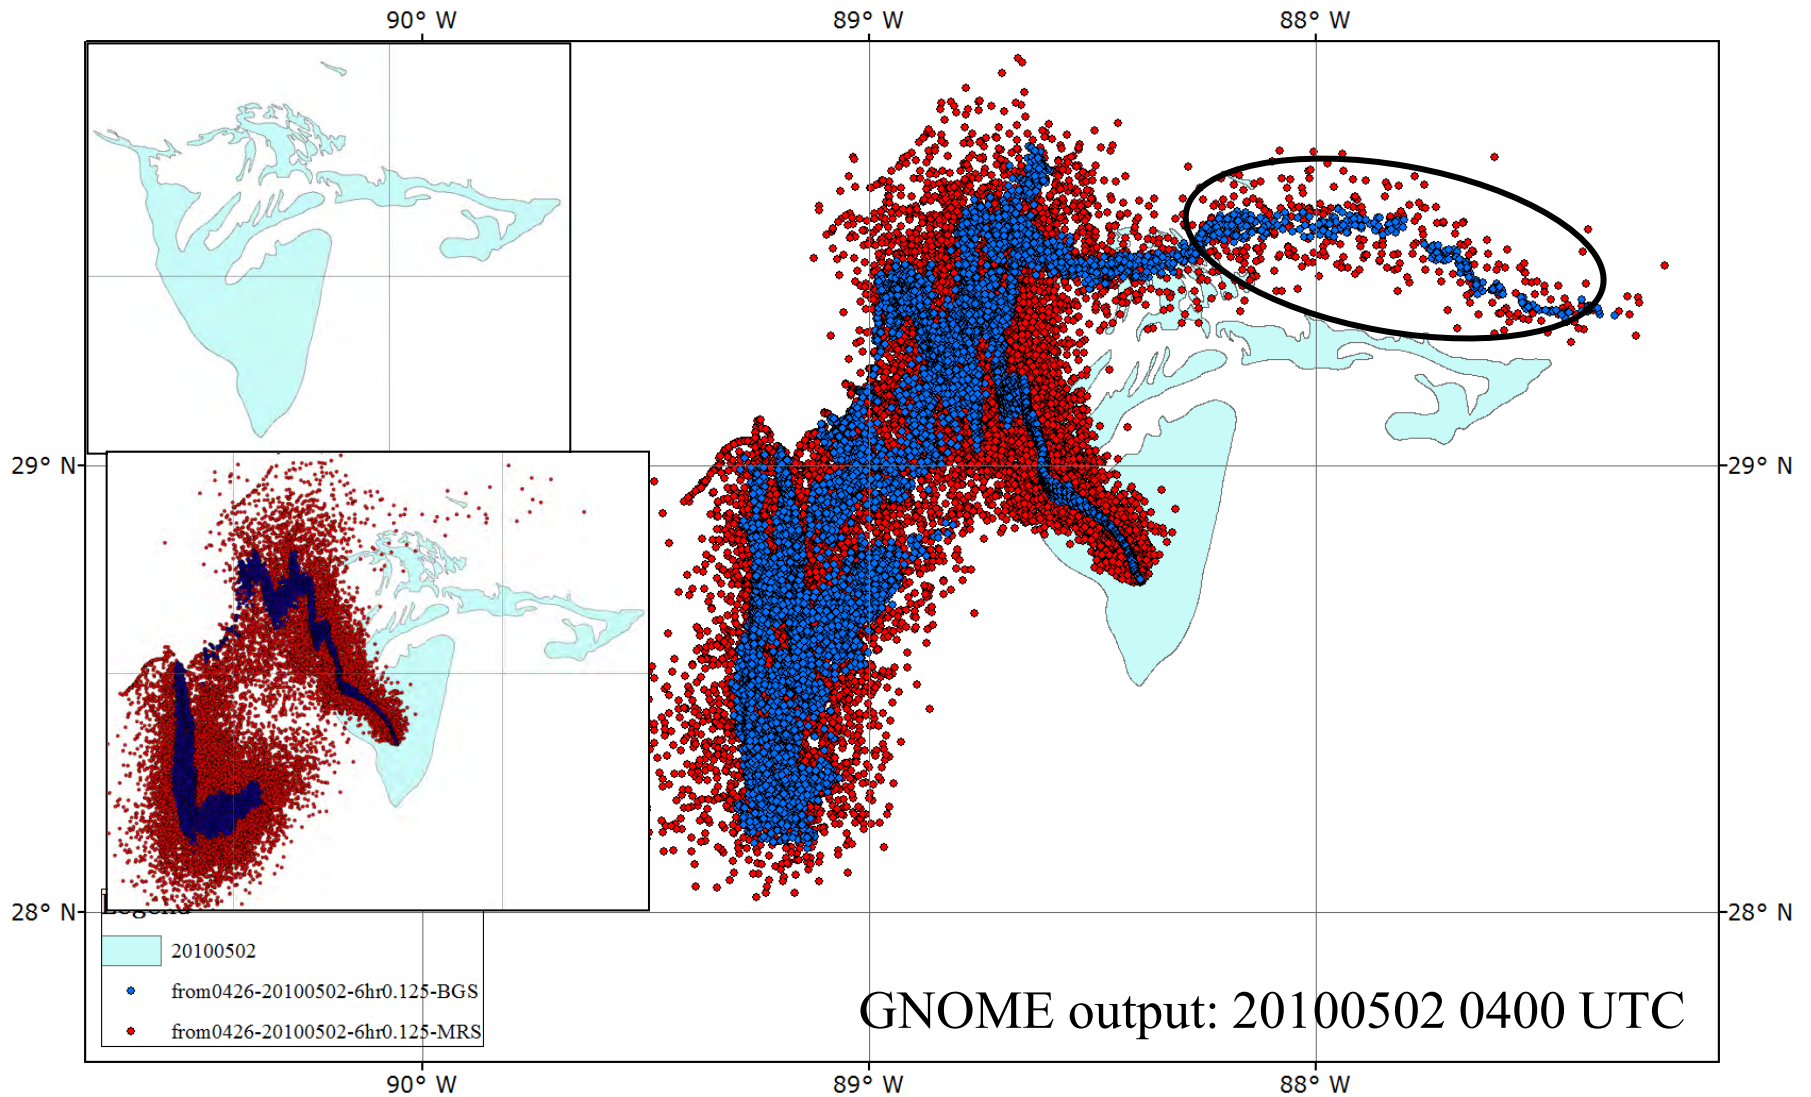 90° W 89° W 88° W
29° N 29° N
28° N 28° N
Legend
20100502
from0426-20100502-6hr0.125-BGS
from0426-20100502-6hr0.125-MRS
GNOME output: 20100502 0400 UTC
90° W 89° W 88° W